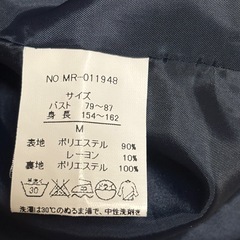 NO.MR-011948
サイズ
バスト 79~87
身長 154~162
M
表地 ポリエステル 90%
レーヨン 10%
裏地 ポリエステル 100%
洗濯は30℃のぬるま湯で、中性洗剤を